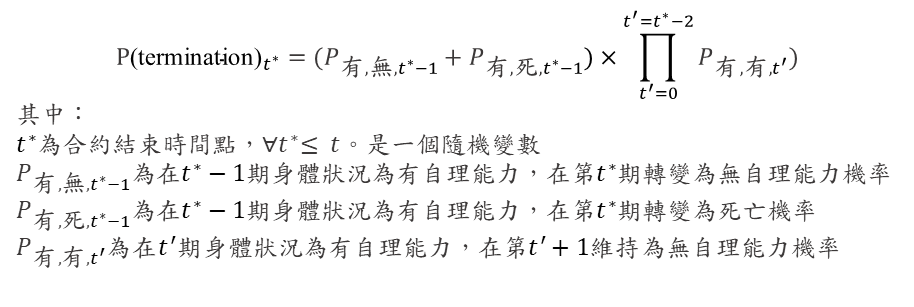 P(termination)_{t^*} = (P_{有,無,t^*-1} + P_{有,死,t^*-1}) × ∏_{t'=0}^{t'=t^*-2} P_{有,有,t'})
其中：
t^*為合約結束時間點，∀t^*≤ t。是一個隨機變數
P_{有,無,t^*-1}為在t^* − 1期身體狀況為有自理能力，在第t^*期轉變為無自理能力機率
P_{有,死,t^*-1}為在t^* − 1期身體狀況為有自理能力，在第t^*期轉變為死亡機率
P_{有,有,t'}為在t'期身體狀況為有自理能力，在第t' + 1維持為無自理能力機率